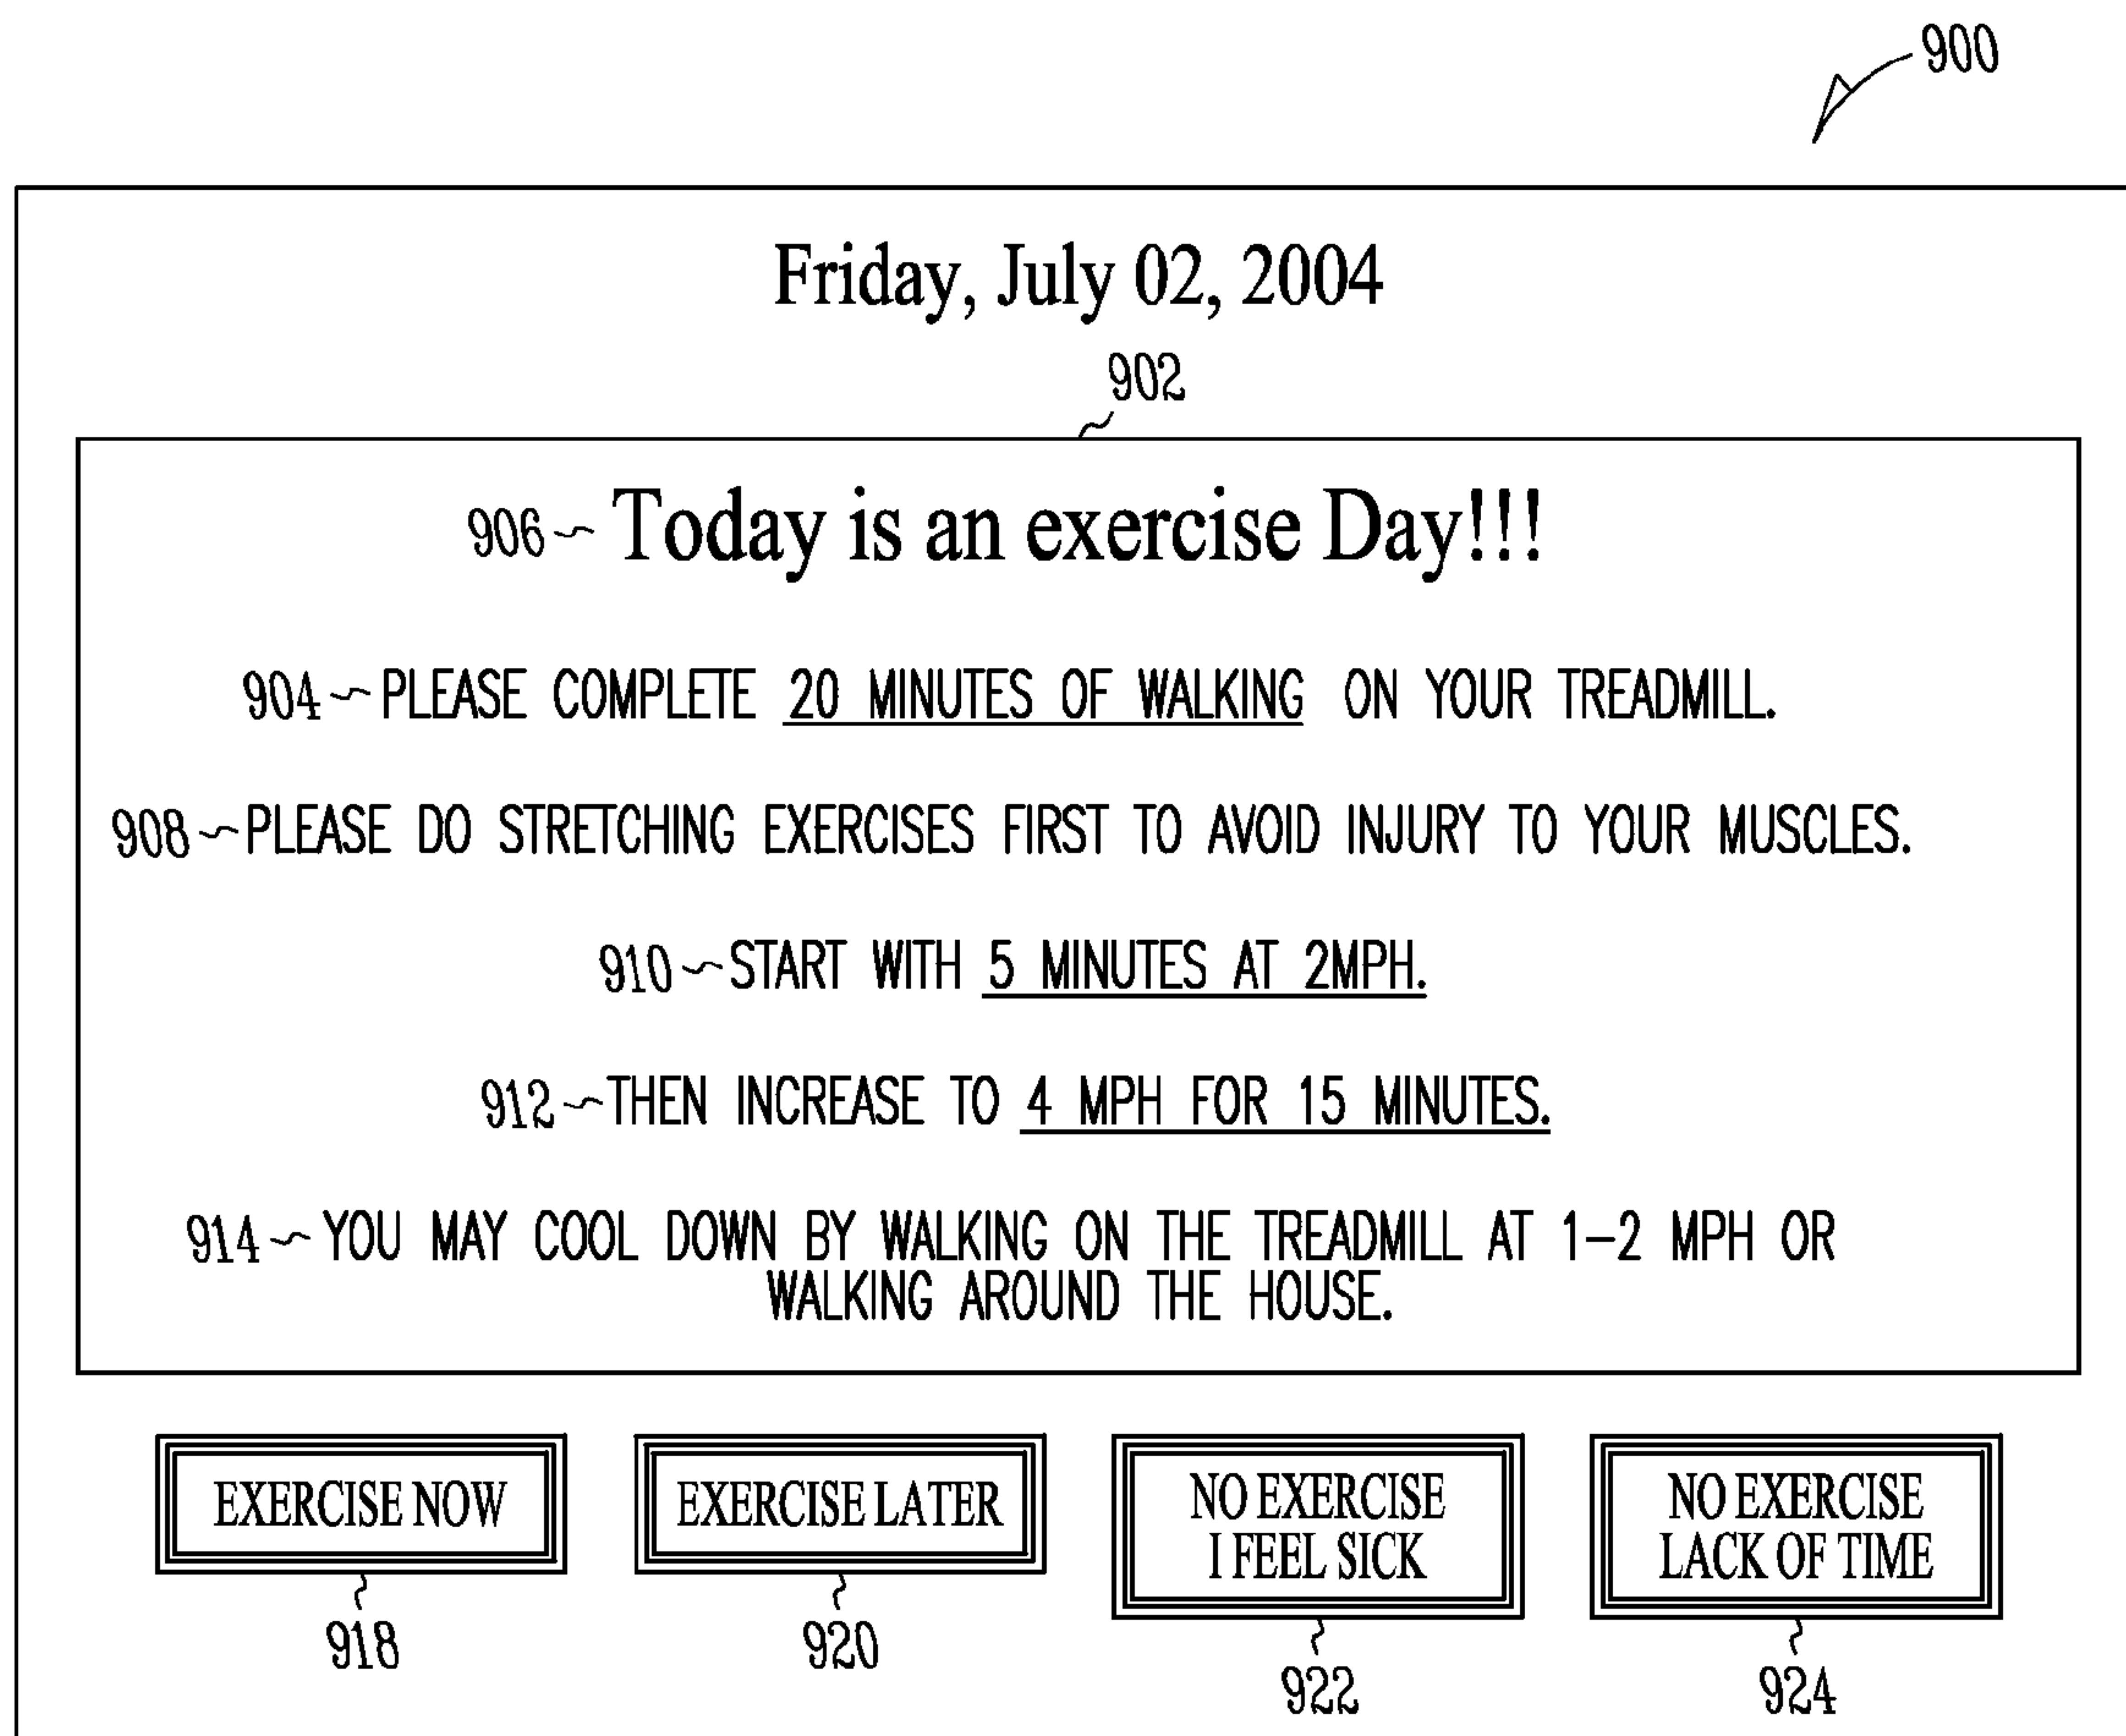 900
Friday, July 02, 2004
902
906 Today is an exercise Day!!!
904 PLEASE COMPLETE 20 MINUTES OF WALKING ON YOUR TREADMILL.
908 PLEASE DO STRETCHING EXERCISES FIRST TO AVOID INJURY TO YOUR MUSCLES.
910 START WITH 5 MINUTES AT 2MPH.
912 THEN INCREASE TO 4 MPH FOR 15 MINUTES.
914 YOU MAY COOL DOWN BY WALKING ON THE TREADMILL AT 1-2 MPH OR
WALKING AROUND THE HOUSE.
EXERCISE NOW
918
EXERCISE LATER
920
NO EXERCISE
I FEEL SICK
922
NO EXERCISE
LACK OF TIME
924